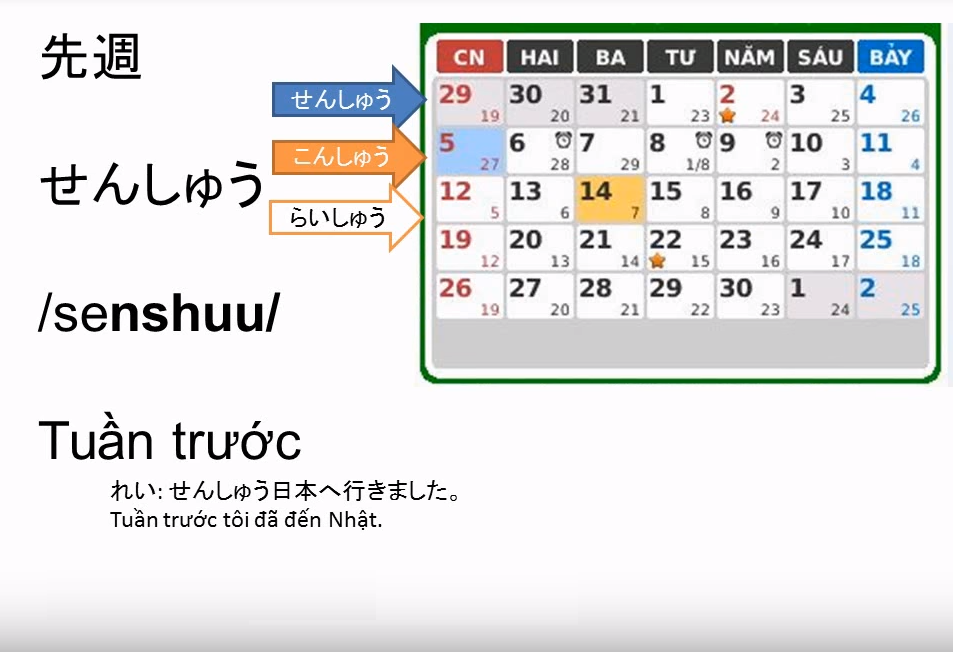 先週
せんしゅう
/senshuu/
Tuần trước
れい: せんしゅう日本へ行きました。
Tuần trước tôi đã đến Nhật.
せんしゅう
こんしゅう
らいしゅう
CN HAI BA TƯ NĂM SÁU BẢY
29 30 31 1 2 3 4
19 20 21 23 24 25 26
5 6 7 8 9 10 11
27 28 29 1/8 2 3 4
12 13 14 15 16 17 18
5 6 7 8 9 10 11
19 20 21 22 23 24 25
12 13 14 15 16 17 18
26 27 28 29 30 1 2
19 20 21 22 23 24 25